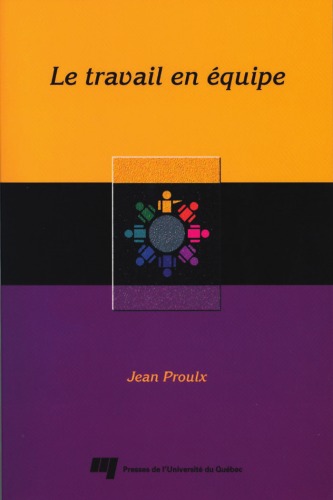 Le travail en équipe
Jean Proulx
Presses de l'Université du Québec